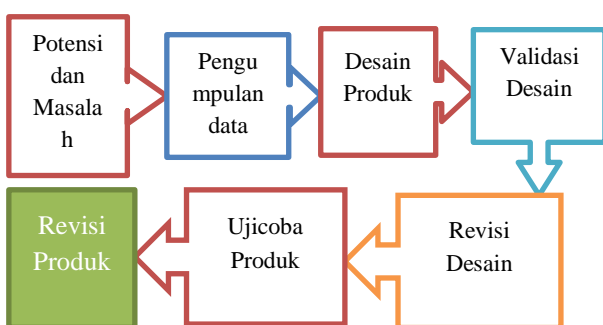 Potensi
dan
Masala
h
Pengu
mpulan
data
Desain
Produk
Validasi
Desain
Revisi
Desain
Ujicoba
Produk
Revisi
Produk